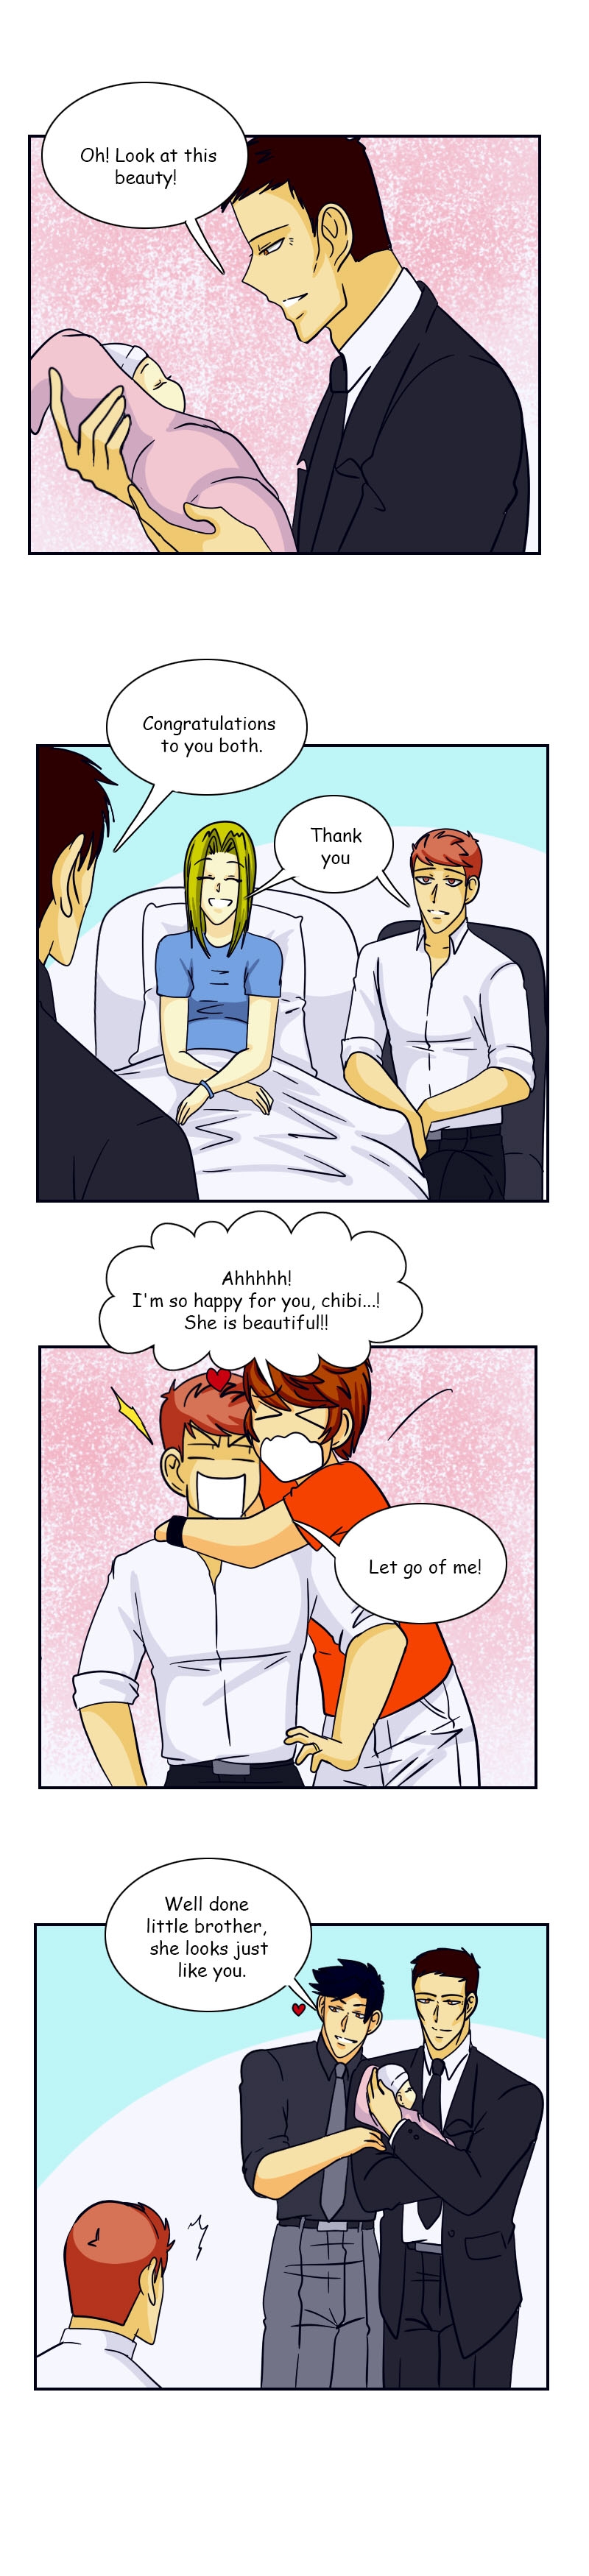 Oh! Look at this
beauty!
Congratulations
to you both.
Thank
you
Ahhhhh!
I'm so happy for you, chibi...!
She is beautiful!!
Let go of me!
Well done
little brother,
she looks just
like you.